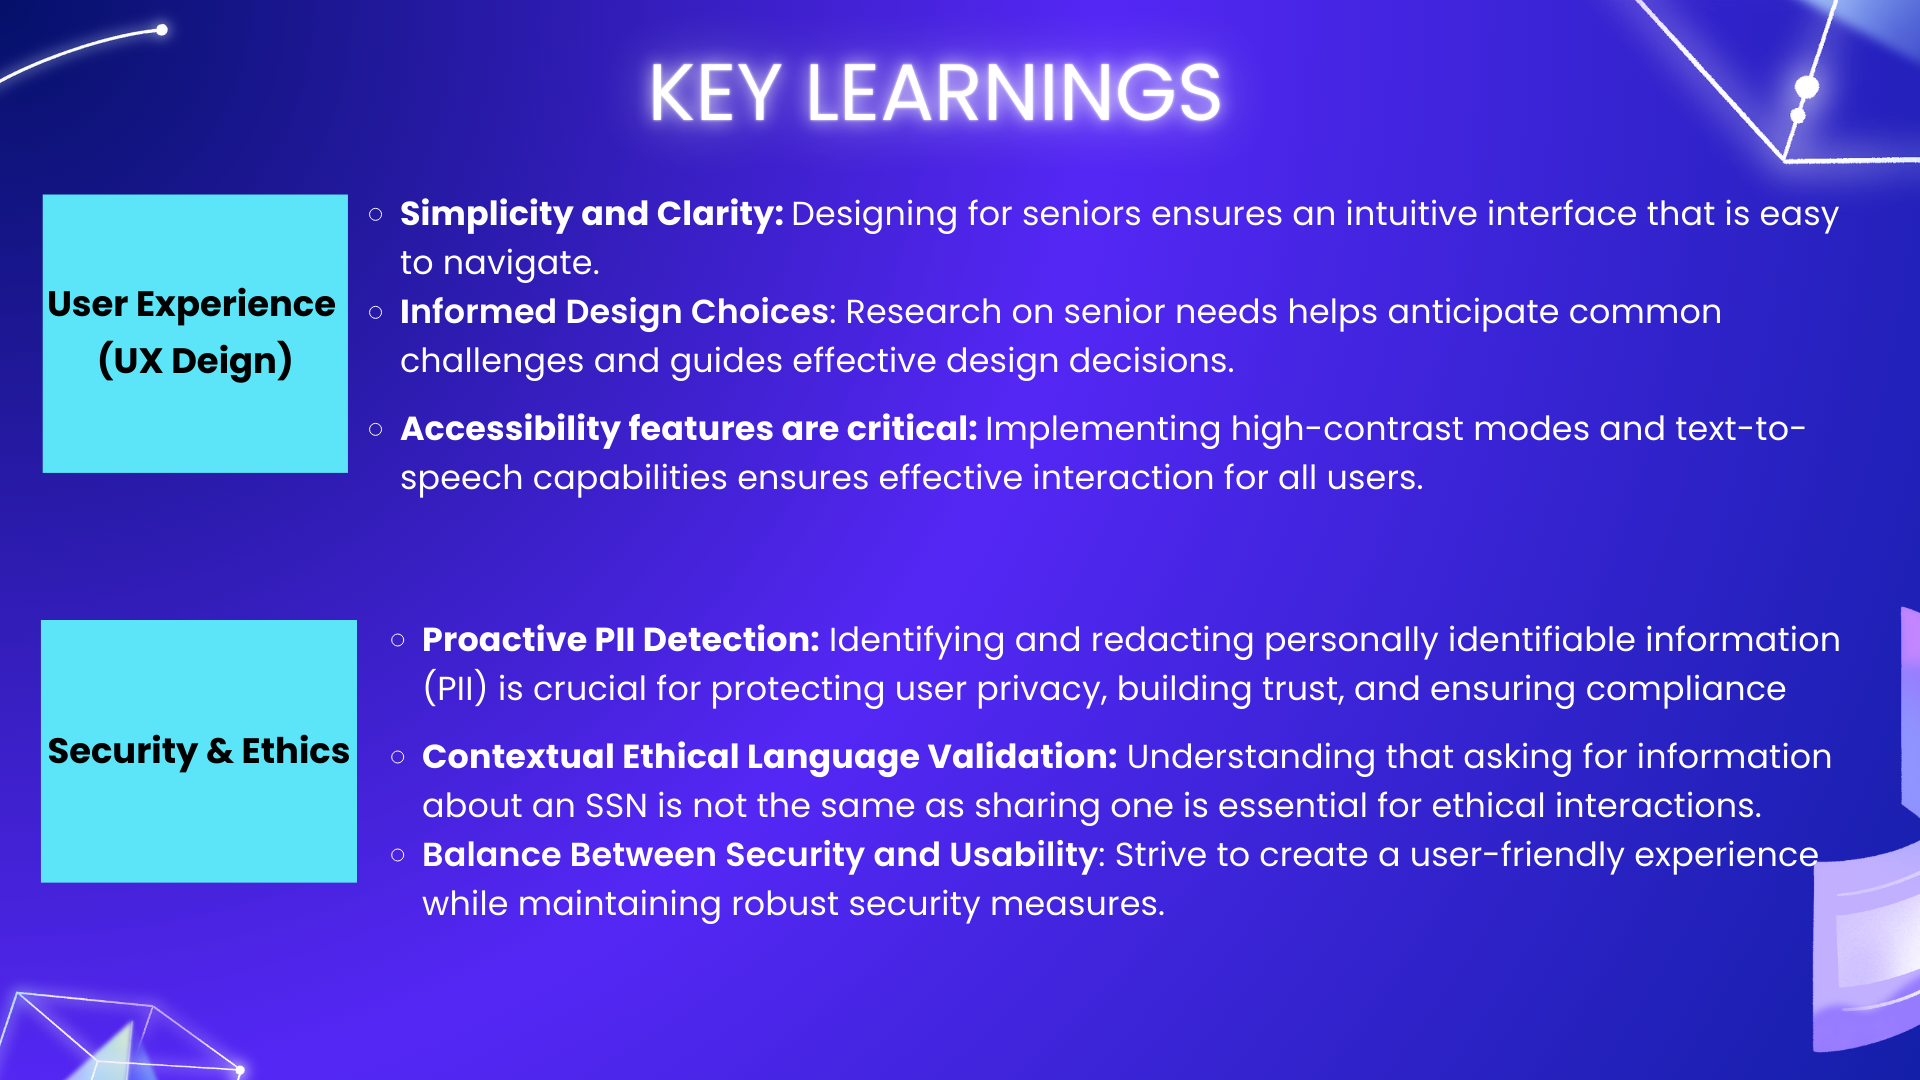 KEY LEARNINGS
User Experience
(UX Deign)
Simplicity and Clarity: Designing for seniors ensures an intuitive interface that is easy
to navigate.
Informed Design Choices: Research on senior needs helps anticipate common
challenges and guides effective design decisions.
Accessibility features are critical: Implementing high-contrast modes and text-to-
speech capabilities ensures effective interaction for all users.
Security & Ethics
Proactive PII Detection: Identifying and redacting personally identifiable information
(PII) is crucial for protecting user privacy, building trust, and ensuring compliance
Contextual Ethical Language Validation: Understanding that asking for information
about an SSN is not the same as sharing one is essential for ethical interactions.
Balance Between Security and Usability: Strive to create a user-friendly experience
while maintaining robust security measures.